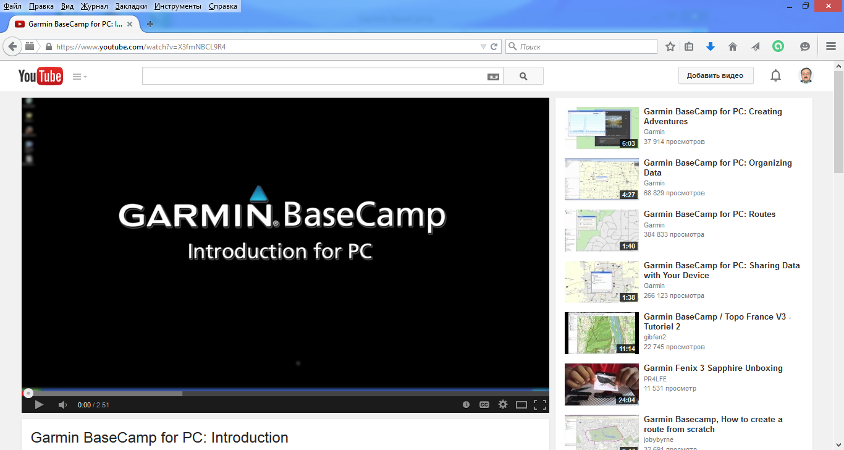 Файл Правка Вид Журнал Закладки Инструменты Справка
Garmin BaseCamp for PC: I...
https://www.youtube.com/watch?v=X3fmNBCL9R4
Поиск
YouTube
Добавить видео
GARMIN® BaseCamp
Introduction for PC
0:00 / 2:51
Garmin BaseCamp for PC: Introduction
Garmin BaseCamp for PC: Creating
Adventures
Garmin
37 914 просмотров
6:03
Garmin BaseCamp for PC: Organizing
Data
Garmin
68 829 просмотров
4:27
Garmin BaseCamp for PC: Routes
Garmin
384 833 просмотра
1:40
Garmin BaseCamp for PC: Sharing Data
with Your Device
Garmin
266 123 просмотра
1:38
Garmin BaseCamp / Topo France V3 -
Tutoriel 2
gibfen2
22 745 просмотров
11:14
Garmin Fenix 3 Sapphire Unboxing
PR4LFE
11 531 просмотр
24:04
Garmin Basecamp, How to create a
route from scratch
jobybyrne